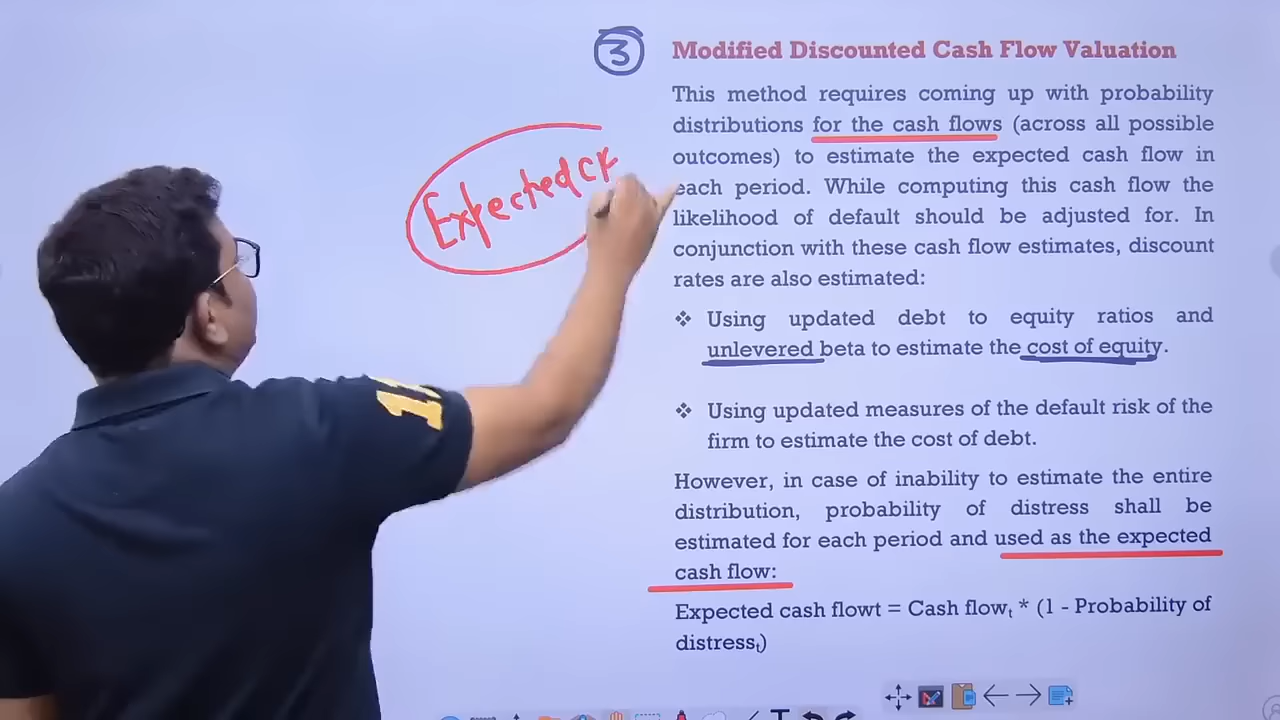 3
Modified Discounted Cash Flow Valuation
This method requires coming up with probability
distributions for the cash flows (across all possible
outcomes) to estimate the expected cash flow in
each period. While computing this cash flow the
likelihood of default should be adjusted for. In
conjunction with these cash flow estimates, discount
rates are also estimated:
❖ Using updated debt to equity ratios and
unlevered beta to estimate the cost of equity.
❖ Using updated measures of the default risk of the
firm to estimate the cost of debt.
However, in case of inability to estimate the entire
distribution, probability of distress shall be
estimated for each period and used as the expected
cash flow:
Expected cash flowt = Cash flowt * (1 - Probability of
distresst)
Expected CF